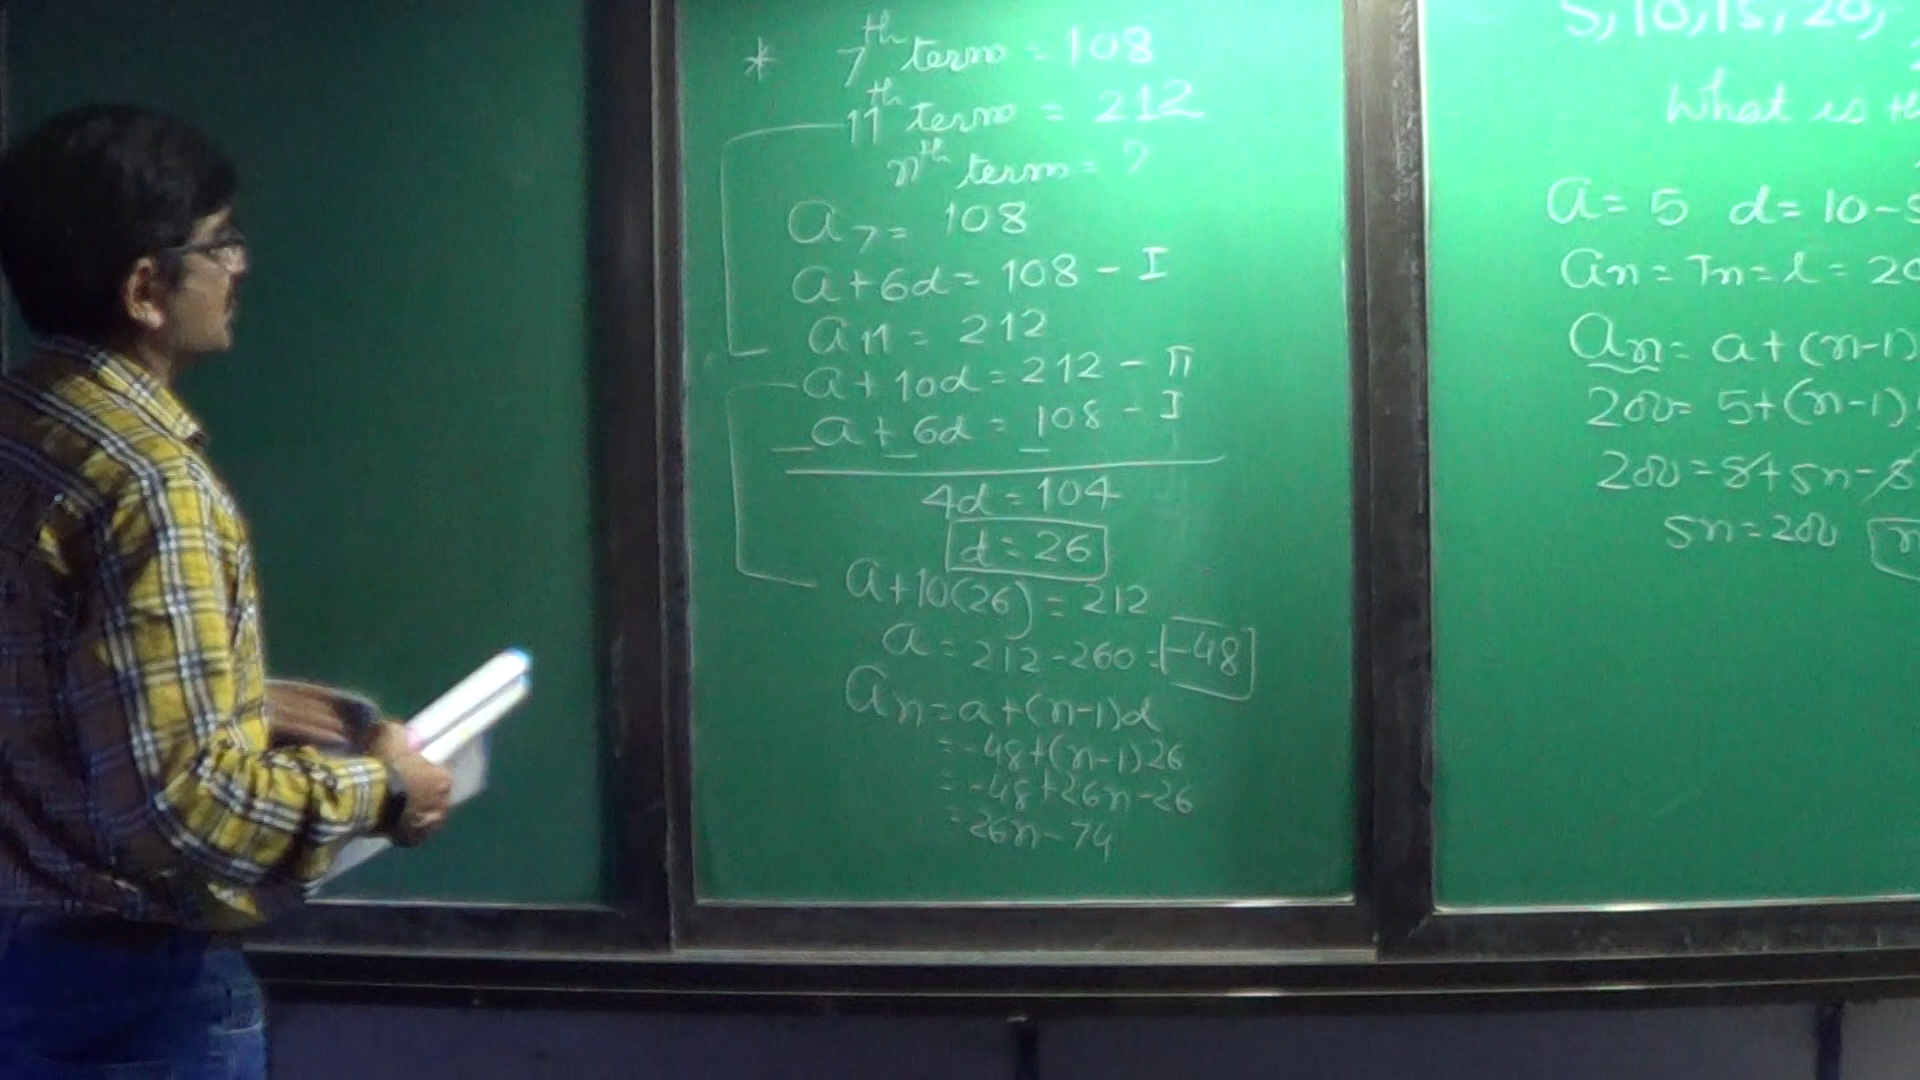 * 7th term = 108
11th term = 212
nth term = ?
a7 = 108
a+6d = 108 - I
a11 = 212
a+10d = 212 - II
a+6d = 108 - I
4d = 104
d = 26
a+10(26) = 212
a = 212-260 = -48
an = a+(n-1)d
= -48+(n-1)26
= -48+26n-26
= 26n-74
5, 10, 15, 20,
What is
a = 5 d = 10-5
an = Tn = l = 20
an = a+(n-1)
200 = 5+(n-1)
200 = 5+5n-5
5n = 200